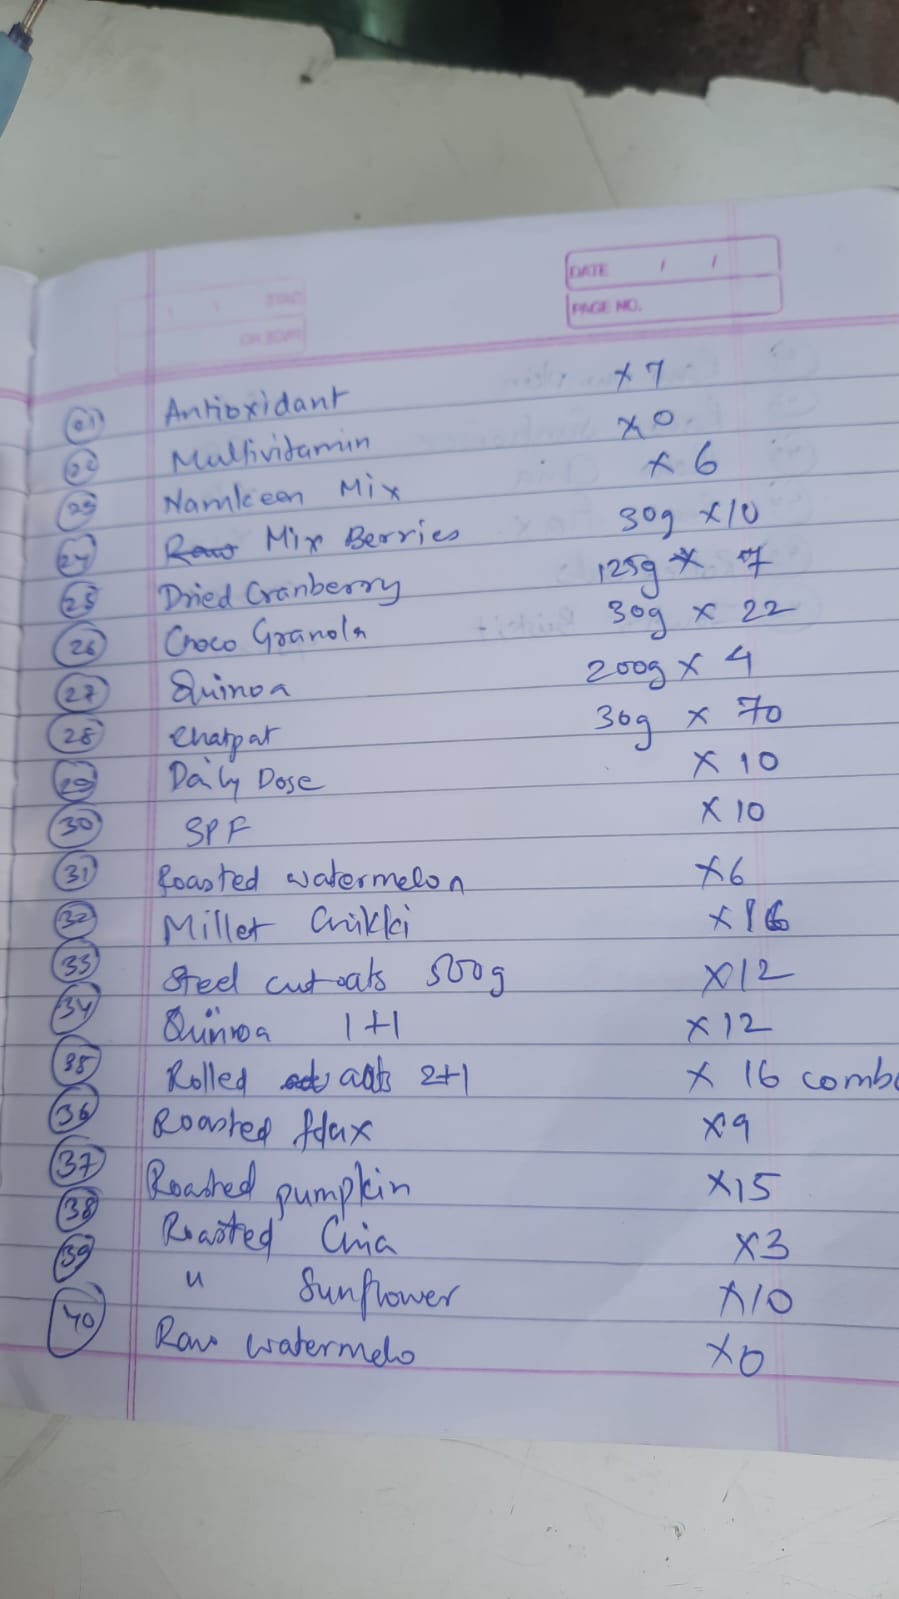 DATE / /
PAGE NO.
21 Antioxidant x 7
22 Multivitamin x 0
23 Namkeen Mix x 6
24 Mix Berries 30g x 10
25 Dried Cranberry 125g x 7
26 Choco Granola 30g x 22
27 Quinoa 200g x 4
28 Chatpat 30g x 70
29 Daily Dose x 10
30 SPF x 10
31 Roasted watermelon x 6
32 Millet Chikki x 16
33 Steel cut oats 500g x 12
34 Quinoa 1+1 x 12
35 Rolled oats 2+1 x 16 comb
36 Roasted flax x 9
37 Roasted pumpkin x 15
38 Roasted Chia x 3
39 " Sunflower x 10
40 Raw watermelo x 0